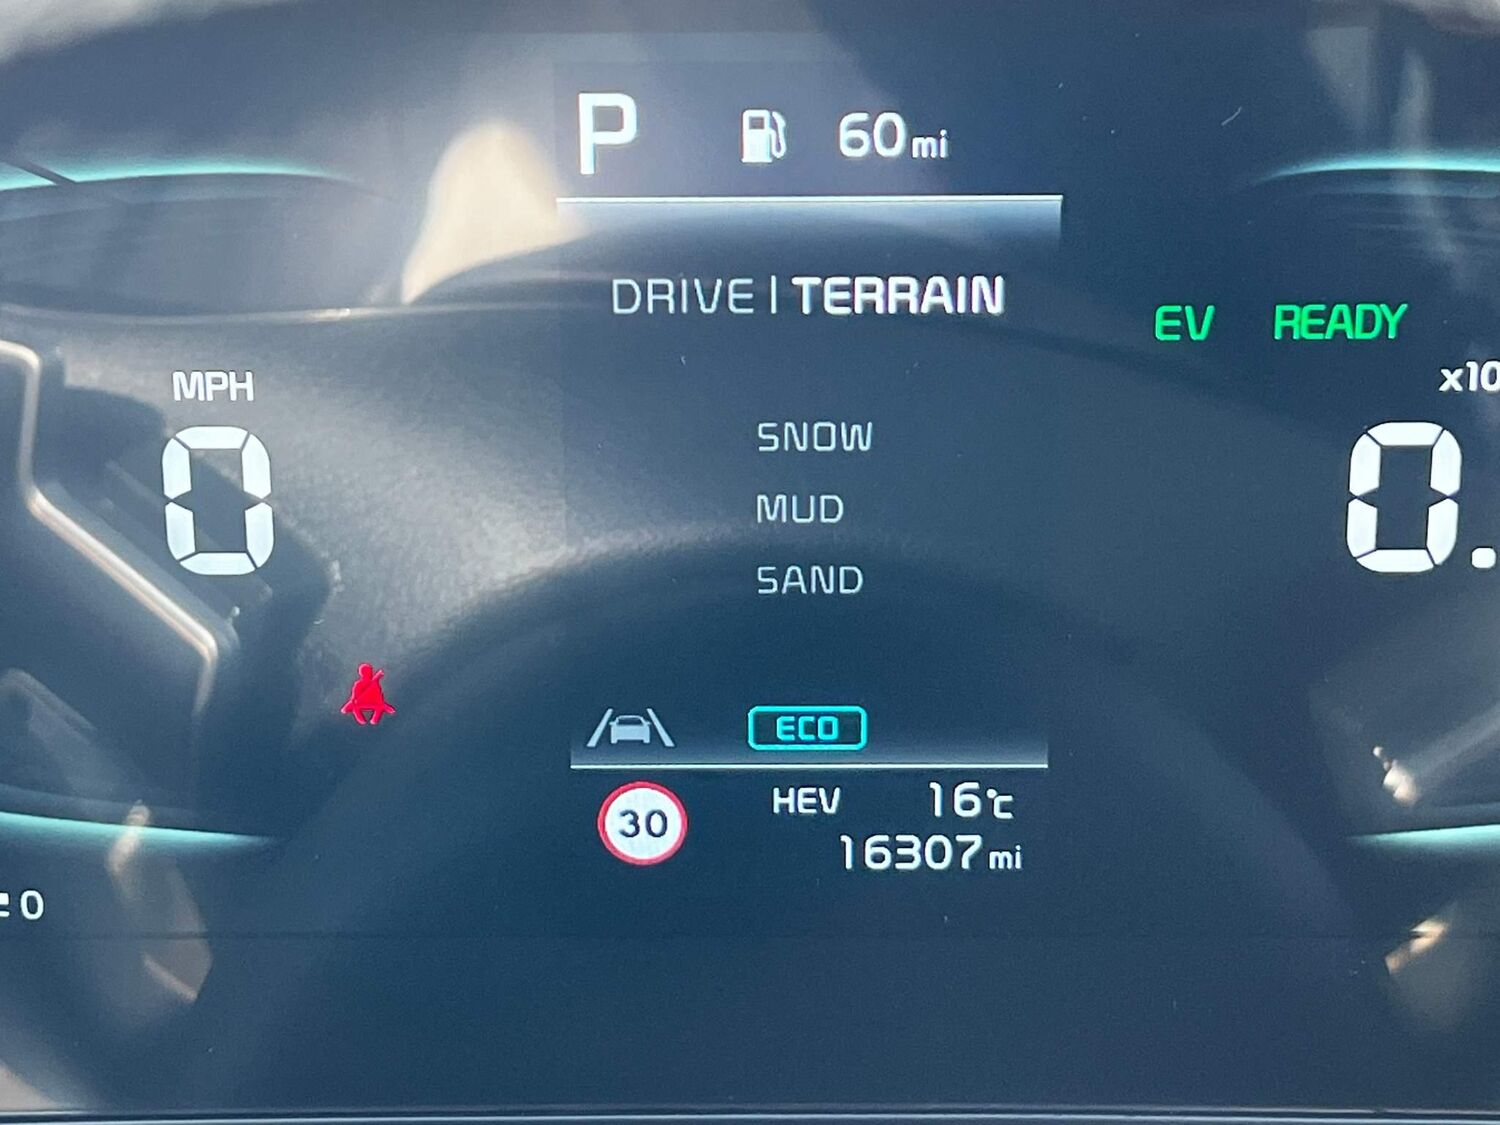 P 60mi
DRIVE | TERRAIN
EV READY
MPH
x10
0
0.
SNOW
MUD
SAND
ECO
30
HEV 16°C
16307mi
0